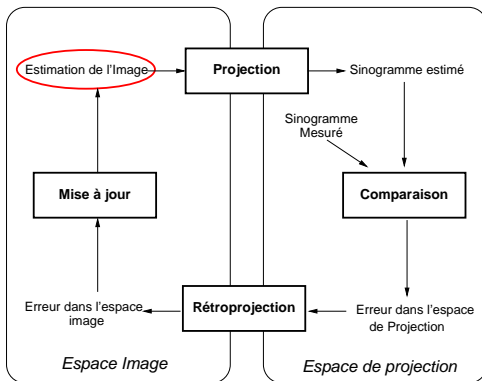 Estimation de l'Image
Projection
Sinogramme estimé
Sinogramme
Mesuré
Mise à jour
Comparaison
Erreur dans l'espace
image
Rétroprojection
Erreur dans l'espace
de Projection
Espace Image
Espace de projection